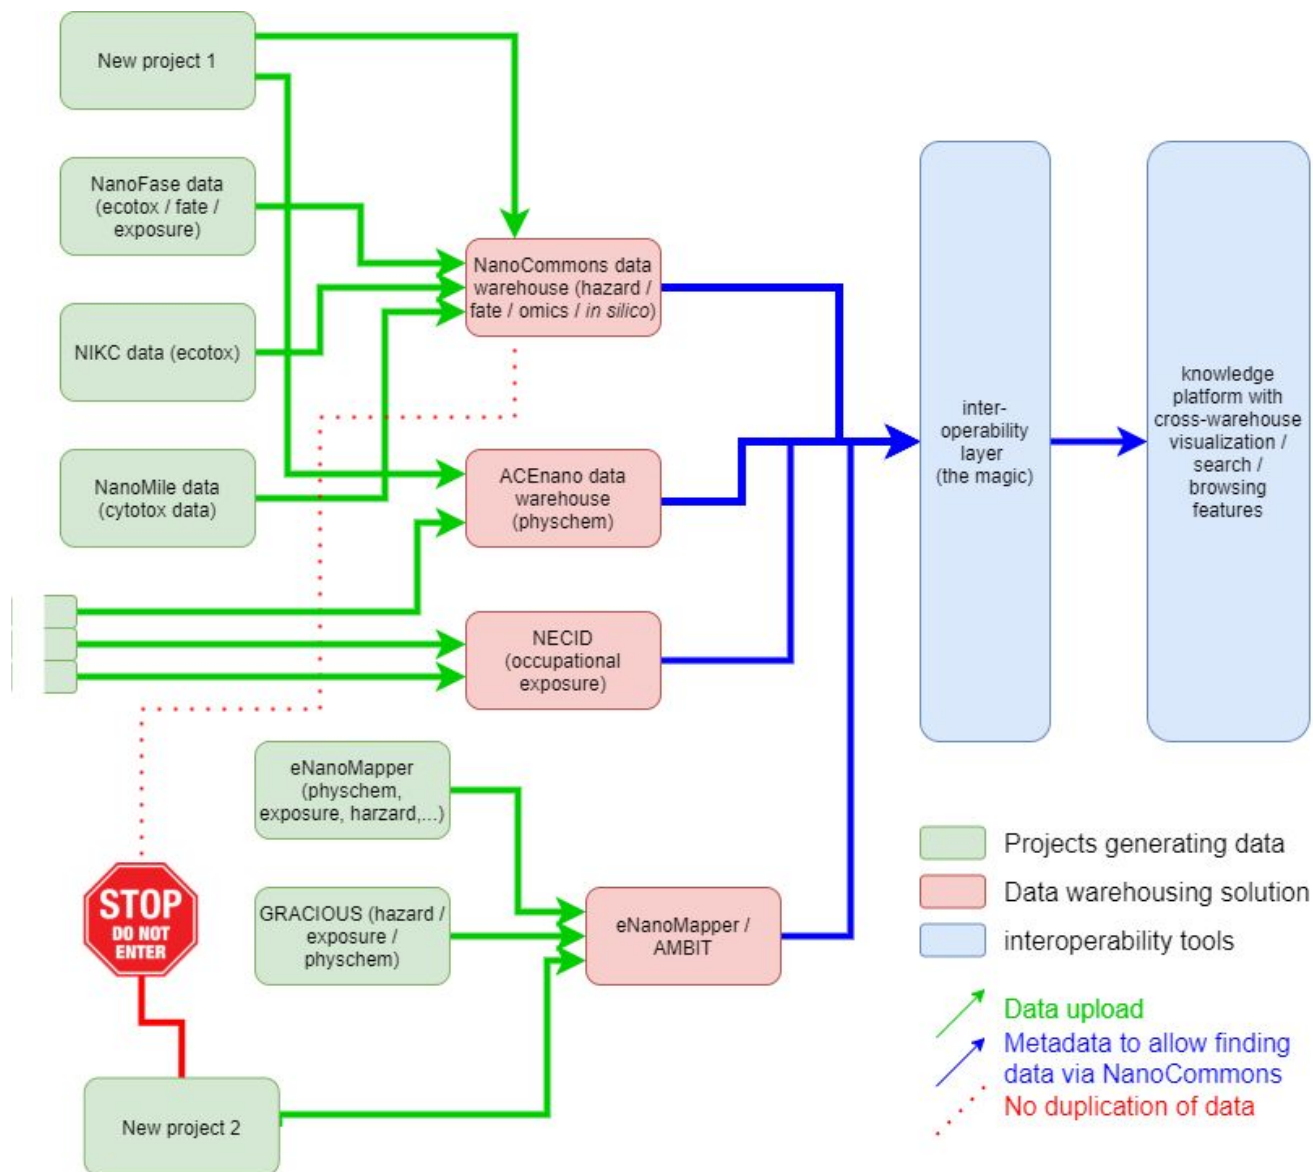 New project 1
NanoFase data
(ecotox / fate /
exposure)
NIKC data (ecotox)
NanoMile data
(cytotox data)
NanoCommons data
warehouse (hazard /
fate / omics / in silico)
ACEnano data
warehouse
(physchem)
NECID
(occupational
exposure)
eNanoMapper
(physchem,
exposure, harzard,...)
GRACIOUS (hazard /
exposure /
physchem)
eNanoMapper /
AMBIT
STOP
DO NOT
ENTER
New project 2
inter-
operability
layer
(the magic)
knowledge
platform with
cross-warehouse
visualization /
search /
browsing
features
Projects generating data
Data warehousing solution
interoperability tools
Data upload
Metadata to allow finding
data via NanoCommons
No duplication of data